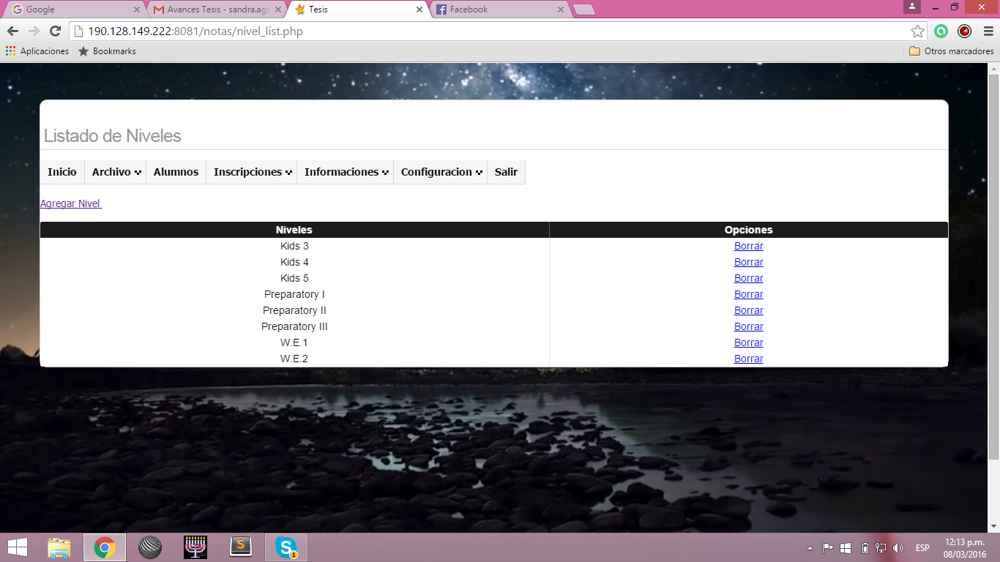 Google
Avances Tesis - sandra.ags
Tesis
Facebook
190.128.149.222:8081/notas/nivel_list.php
Aplicaciones
Bookmarks
Otros marcadores
Listado de Niveles
Inicio Archivo Alumnos Inscripciones Informaciones Configuracion Salir
Agregar Nivel
Niveles Opciones
Kids 3 Borrar
Kids 4 Borrar
Kids 5 Borrar
Preparatory I Borrar
Preparatory II Borrar
Preparatory III Borrar
W.E.1 Borrar
W.E.2 Borrar
S
1
ESP
12:13 p.m.
08/03/2016